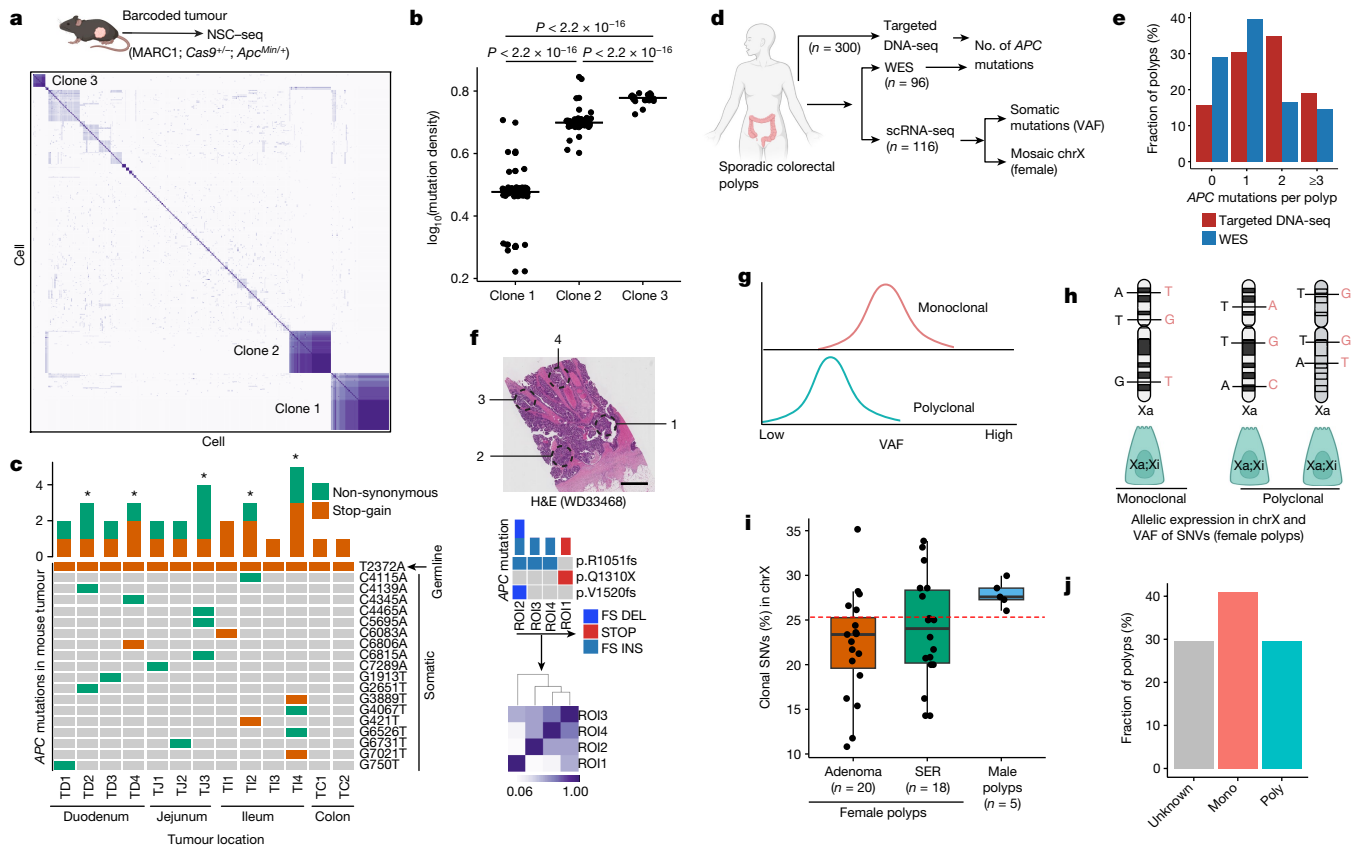 a
Barcoded tumour
NSC–seq
(MARC1; Cas9+/–; ApcMin/+)
Clone 3
Clone 2
Clone 1
Cell
Cell
b
P < 2.2 × 10–16
P < 2.2 × 10–16 P < 2.2 × 10–16
log10(mutation density)
0.8
0.6
0.4
0.2
Clone 1 Clone 2 Clone 3
c
Non-synonymous
Stop-gain
4
2
0
* * * * *
APC mutations in mouse tumour
Germline
Somatic
T2372A
C4115A
C4139A
C4345A
C4465A
C5695A
C6083A
C6806A
C6815A
C7289A
G1913T
G2651T
G3889T
G4067T
G421T
G6526T
G6731T
G7021T
G750T
TD1 TD2 TD3 TD4 TJ1 TJ2 TJ3 TI1 TI2 TI3 TI4 TC1 TC2
Duodenum Jejunum Ileum Colon
Tumour location
d
(n = 300)
Targeted
DNA-seq
WES
(n = 96)
No. of APC
mutations
scRNA-seq
(n = 116)
Somatic
mutations (VAF)
Mosaic chrX
(female)
Sporadic colorectal
polyps
e
Fraction of polyps (%)
40
30
20
10
0
0 1 2 ≥3
APC mutations per polyp
Targeted DNA-seq
WES
f
4
3
1
2
H&E (WD33468)
APC mutation
p.R1051fs
p.Q1310X
p.V1520fs
ROI2 ROI3 ROI4 ROI1
FS DEL
STOP
FS INS
ROI3
ROI4
ROI2
ROI1
0.06 1.00
g
Monoclonal
Polyclonal
Low High
VAF
h
A T
T G
G T
Xa
T A
T G
A C
Xa
T G
T G
A T
Xa
Xa;Xi Xa;Xi Xa;Xi
Monoclonal Polyclonal
Allelic expression in chrX and
VAF of SNVs (female polyps)
i
Clonal SNVs (%) in chrX
35
30
25
20
15
10
Adenoma
(n = 20)
SER
(n = 18)
Male
polyps
(n = 5)
Female polyps
j
Fraction of polyps (%)
40
30
20
10
0
Unknown Mono Poly